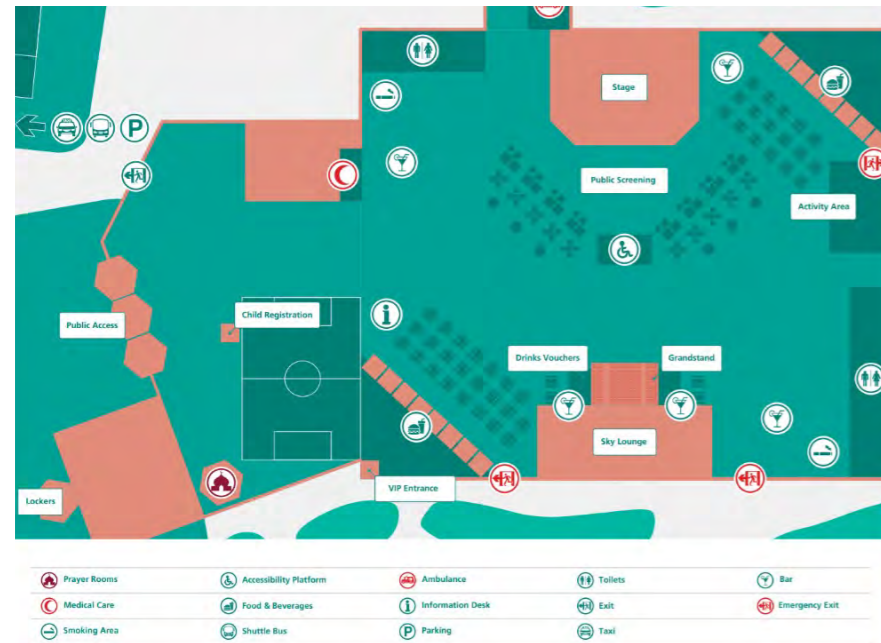 Stage
P
Public Screening
Activity Area
Child Registration
Public Access
Drinks Vouchers
Grandstand
Sky Lounge
VIP Entrance
Lockers
Prayer Rooms
Accessibility Platform
Ambulance
Toilets
Bar
Medical Care
Food & Beverages
Information Desk
Exit
Emergency Exit
Smoking Area
Shuttle Bus
P Parking
Taxi